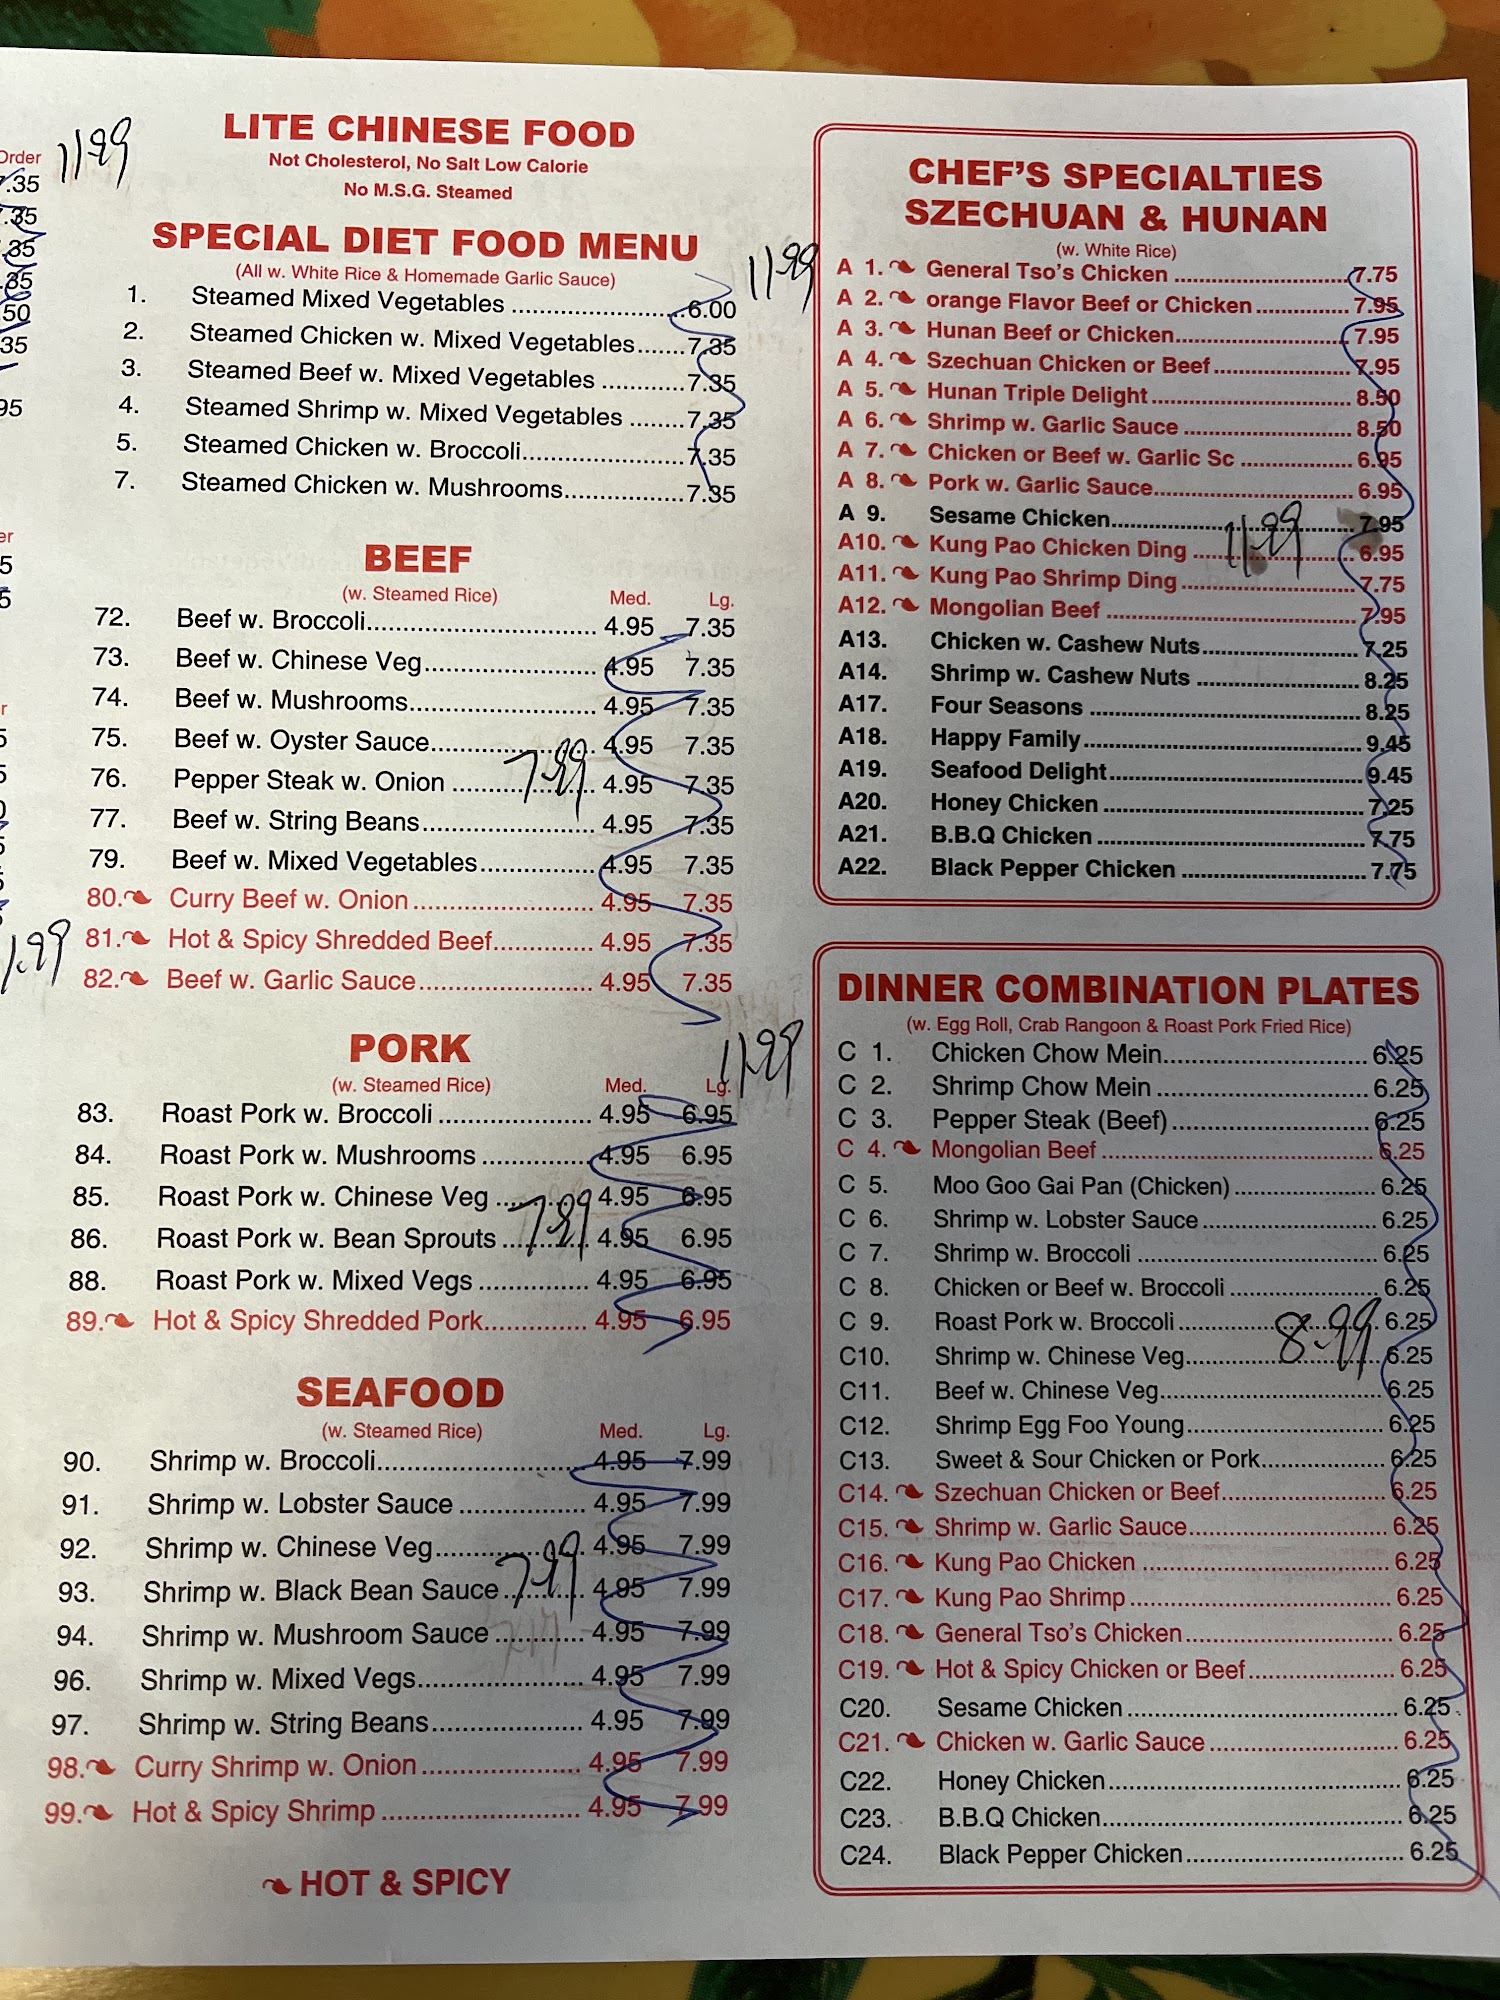 Order
7.35
.35
.35
.35
.50
.35
.95
1199
LITE CHINESE FOOD
Not Cholesterol, No Salt Low Calorie
No M.S.G. Steamed
SPECIAL DIET FOOD MENU
(All w. White Rice & Homemade Garlic Sauce)
1199
1. Steamed Mixed Vegetables 6.00
2. Steamed Chicken w. Mixed Vegetables 7.35
3. Steamed Beef w. Mixed Vegetables 7.35
4. Steamed Shrimp w. Mixed Vegetables 7.35
5. Steamed Chicken w. Broccoli 7.35
7. Steamed Chicken w. Mushrooms 7.35
BEEF
(w. Steamed Rice) Med. Lg.
72. Beef w. Broccoli 4.95 7.35
73. Beef w. Chinese Veg 4.95 7.35
74. Beef w. Mushrooms 4.95 7.35
75. Beef w. Oyster Sauce 4.95 7.35
7.99
76. Pepper Steak w. Onion 4.95 7.35
77. Beef w. String Beans 4.95 7.35
79. Beef w. Mixed Vegetables 4.95 7.35
80. Curry Beef w. Onion 4.95 7.35
81. Hot & Spicy Shredded Beef 4.95 7.35
82. Beef w. Garlic Sauce 4.95 7.35
1.99
PORK
1199
(w. Steamed Rice) Med. Lg.
83. Roast Pork w. Broccoli 4.95 6.95
84. Roast Pork w. Mushrooms 4.95 6.95
85. Roast Pork w. Chinese Veg 4.95 6.95
7.99
86. Roast Pork w. Bean Sprouts 4.95 6.95
88. Roast Pork w. Mixed Vegs 4.95 6.95
89. Hot & Spicy Shredded Pork 4.95 6.95
SEAFOOD
(w. Steamed Rice) Med. Lg.
90. Shrimp w. Broccoli 4.95 7.99
91. Shrimp w. Lobster Sauce 4.95 7.99
92. Shrimp w. Chinese Veg 4.95 7.99
7.99
93. Shrimp w. Black Bean Sauce 4.95 7.99
94. Shrimp w. Mushroom Sauce 4.95 7.99
96. Shrimp w. Mixed Vegs 4.95 7.99
97. Shrimp w. String Beans 4.95 7.99
98. Curry Shrimp w. Onion 4.95 7.99
99. Hot & Spicy Shrimp 4.95 7.99
HOT & SPICY
CHEF'S SPECIALTIES
SZECHUAN & HUNAN
(w. White Rice)
A 1. General Tso's Chicken 7.75
A 2. orange Flavor Beef or Chicken 7.95
A 3. Hunan Beef or Chicken 7.95
A 4. Szechuan Chicken or Beef 7.95
A 5. Hunan Triple Delight 8.50
A 6. Shrimp w. Garlic Sauce 8.50
A 7. Chicken or Beef w. Garlic Sc 6.95
A 8. Pork w. Garlic Sauce 6.95
A 9. Sesame Chicken 7.95
11.99
A10. Kung Pao Chicken Ding 6.95
A11. Kung Pao Shrimp Ding 7.75
A12. Mongolian Beef 7.95
A13. Chicken w. Cashew Nuts 7.25
A14. Shrimp w. Cashew Nuts 8.25
A17. Four Seasons 8.25
A18. Happy Family 9.45
A19. Seafood Delight 9.45
A20. Honey Chicken 7.25
A21. B.B.Q Chicken 7.75
A22. Black Pepper Chicken 7.75
DINNER COMBINATION PLATES
(w. Egg Roll, Crab Rangoon & Roast Pork Fried Rice)
C 1. Chicken Chow Mein 6.25
C 2. Shrimp Chow Mein 6.25
C 3. Pepper Steak (Beef) 6.25
C 4. Mongolian Beef 6.25
C 5. Moo Goo Gai Pan (Chicken) 6.25
C 6. Shrimp w. Lobster Sauce 6.25
C 7. Shrimp w. Broccoli 6.25
C 8. Chicken or Beef w. Broccoli 6.25
C 9. Roast Pork w. Broccoli 6.25
8.99
C10. Shrimp w. Chinese Veg 6.25
C11. Beef w. Chinese Veg 6.25
C12. Shrimp Egg Foo Young 6.25
C13. Sweet & Sour Chicken or Pork 6.25
C14. Szechuan Chicken or Beef 6.25
C15. Shrimp w. Garlic Sauce 6.25
C16. Kung Pao Chicken 6.25
C17. Kung Pao Shrimp 6.25
C18. General Tso's Chicken 6.25
C19. Hot & Spicy Chicken or Beef 6.25
C20. Sesame Chicken 6.25
C21. Chicken w. Garlic Sauce 6.25
C22. Honey Chicken 6.25
C23. B.B.Q Chicken 6.25
C24. Black Pepper Chicken 6.25